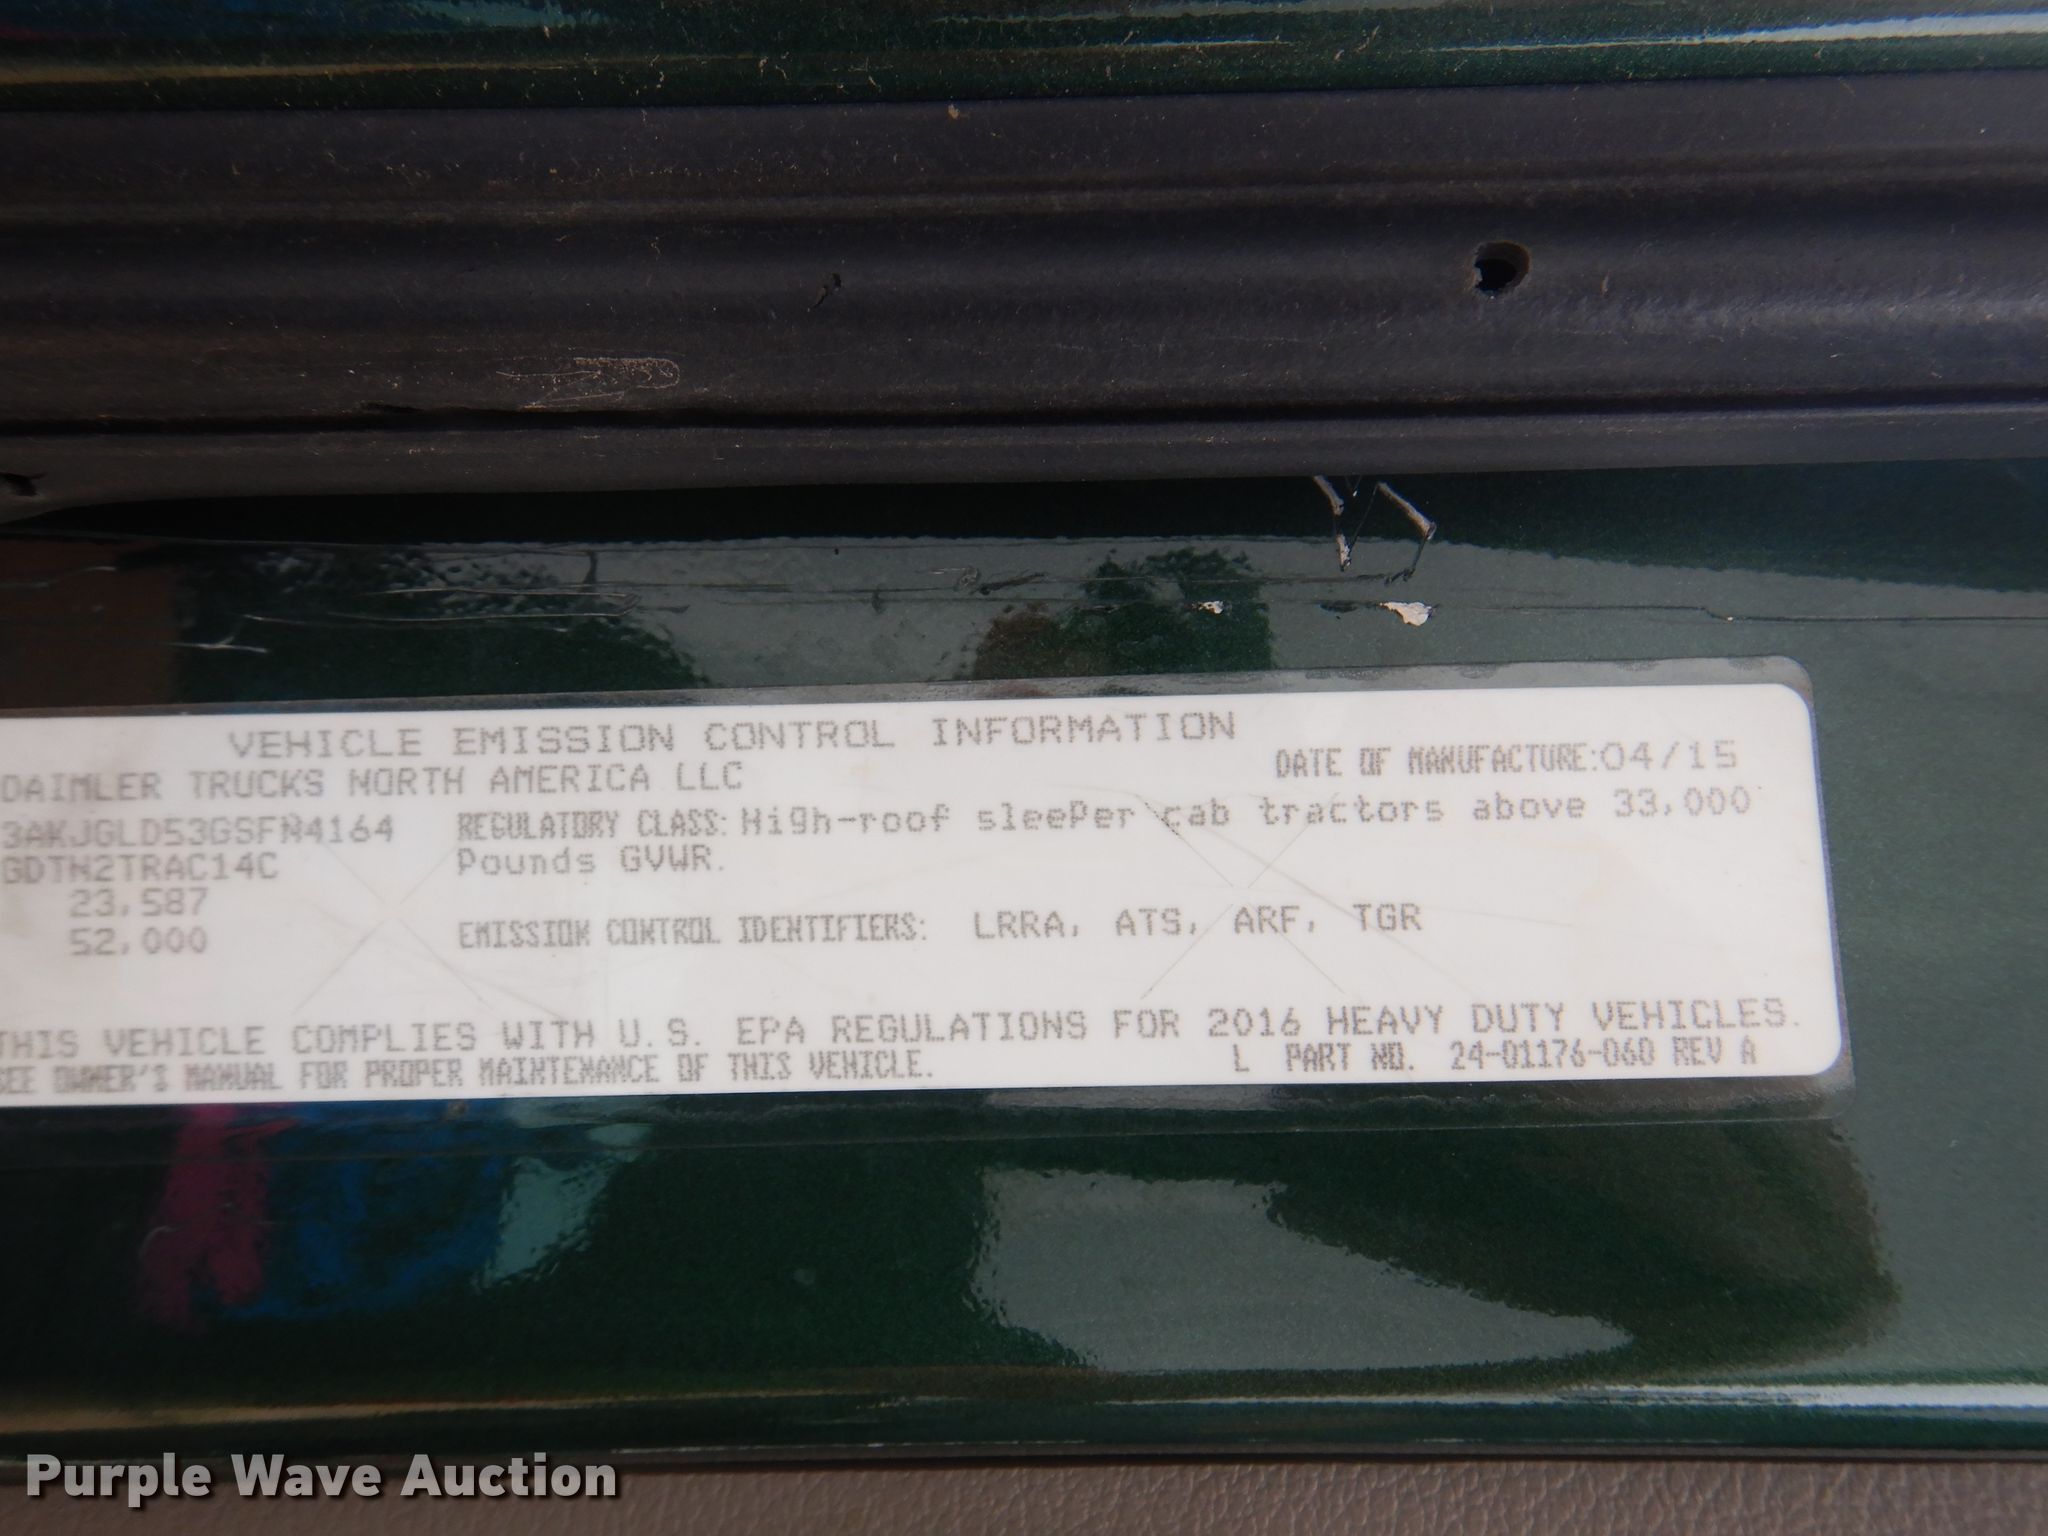 VEHICLE EMISSION CONTROL INFORMATION
DAIMLER TRUCKS NORTH AMERICA LLC
DATE OF MANUFACTURE:04/15
3AKJGLD53GSFN4164
REGULATORY CLASS: High-roof sleeper cab tractors above 33,000
GDTN2TRAC14C
Pounds GVWR.
23,587
52,000
EMISSION CONTROL IDENTIFIERS: LRRA, ATS, ARF, TGR
THIS VEHICLE COMPLIES WITH U.S. EPA REGULATIONS FOR 2016 HEAVY DUTY VEHICLES.
SEE OWNER'S MANUAL FOR PROPER MAINTENANCE OF THIS VEHICLE. L PART NO. 24-01176-060 REV A
Purple Wave Auction